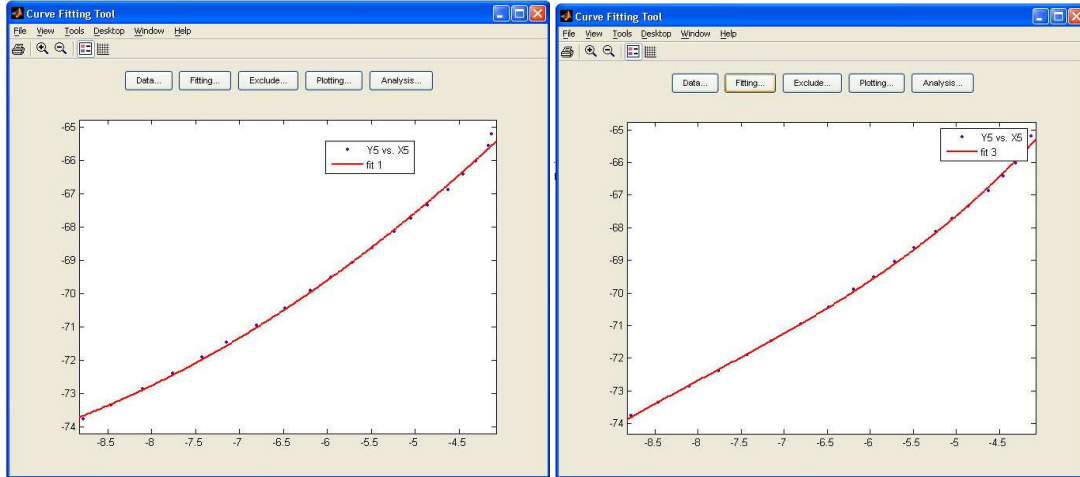 Curve Fitting Tool
File View Tools Desktop Window Help
Data... Fitting... Exclude... Plotting... Analysis...
-65
-66
-67
-68
-69
-70
-71
-72
-73
-74
Y5 vs. X5
fit 1
-8.5 -8 -7.5 -7 -6.5 -6 -5.5 -5 -4.5
Curve Fitting Tool
File View Tools Desktop Window Help
Data... Fitting... Exclude... Plotting... Analysis...
-65
-66
-67
-68
-69
-70
-71
-72
-73
-74
Y5 vs. X5
fit 3
-8.5 -8 -7.5 -7 -6.5 -6 -5.5 -5 -4.5